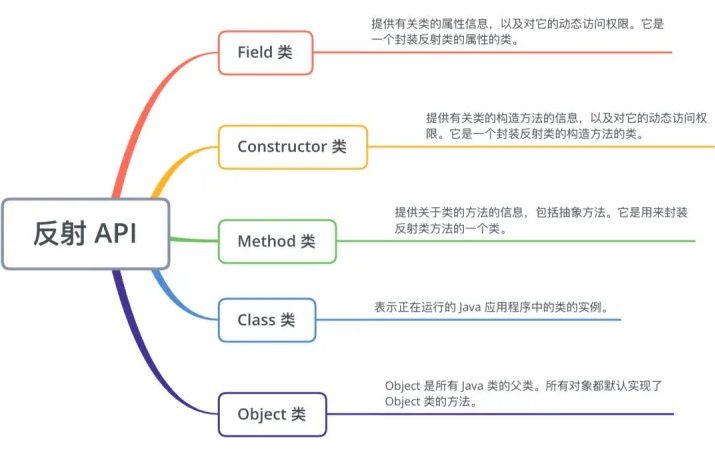 反射 API
Field 类
提供有关类的属性信息，以及对它的动态访问权限。它是
一个封装反射类的属性的类。
Constructor 类
提供有关类的构造方法的信息，以及对它的动态访问权
限。它是一个封装反射类的构造方法的类。
Method 类
提供关于类的方法的信息，包括抽象方法。它是用来封装
反射类方法的一个类。
Class 类
表示正在运行的 Java 应用程序中的类的实例。
Object 类
Object 是所有 Java 类的父类。所有对象都默认实现了
Object 类的方法。